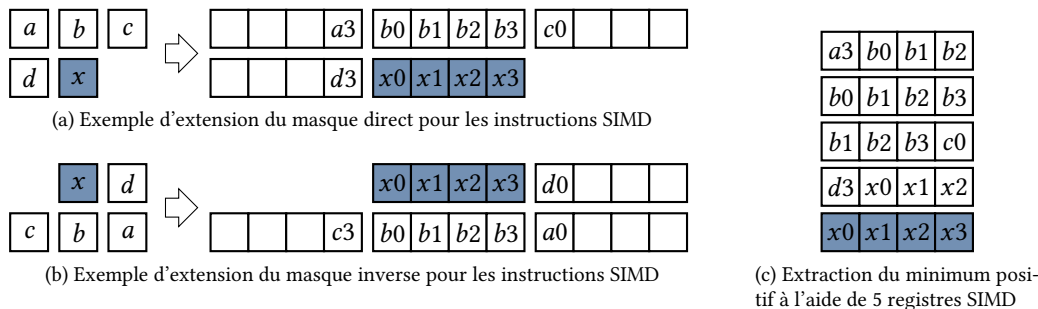 a b c a3 b0 b1 b2 b3 c0
d x d3 x0 x1 x2 x3
(a) Exemple d'extension du masque direct pour les instructions SIMD
x d x0 x1 x2 x3 d0
c b a c3 b0 b1 b2 b3 a0
(b) Exemple d'extension du masque inverse pour les instructions SIMD
a3 b0 b1 b2
b0 b1 b2 b3
b1 b2 b3 c0
d3 x0 x1 x2
x0 x1 x2 x3
(c) Extraction du minimum posi-
tif à l'aide de 5 registres SIMD